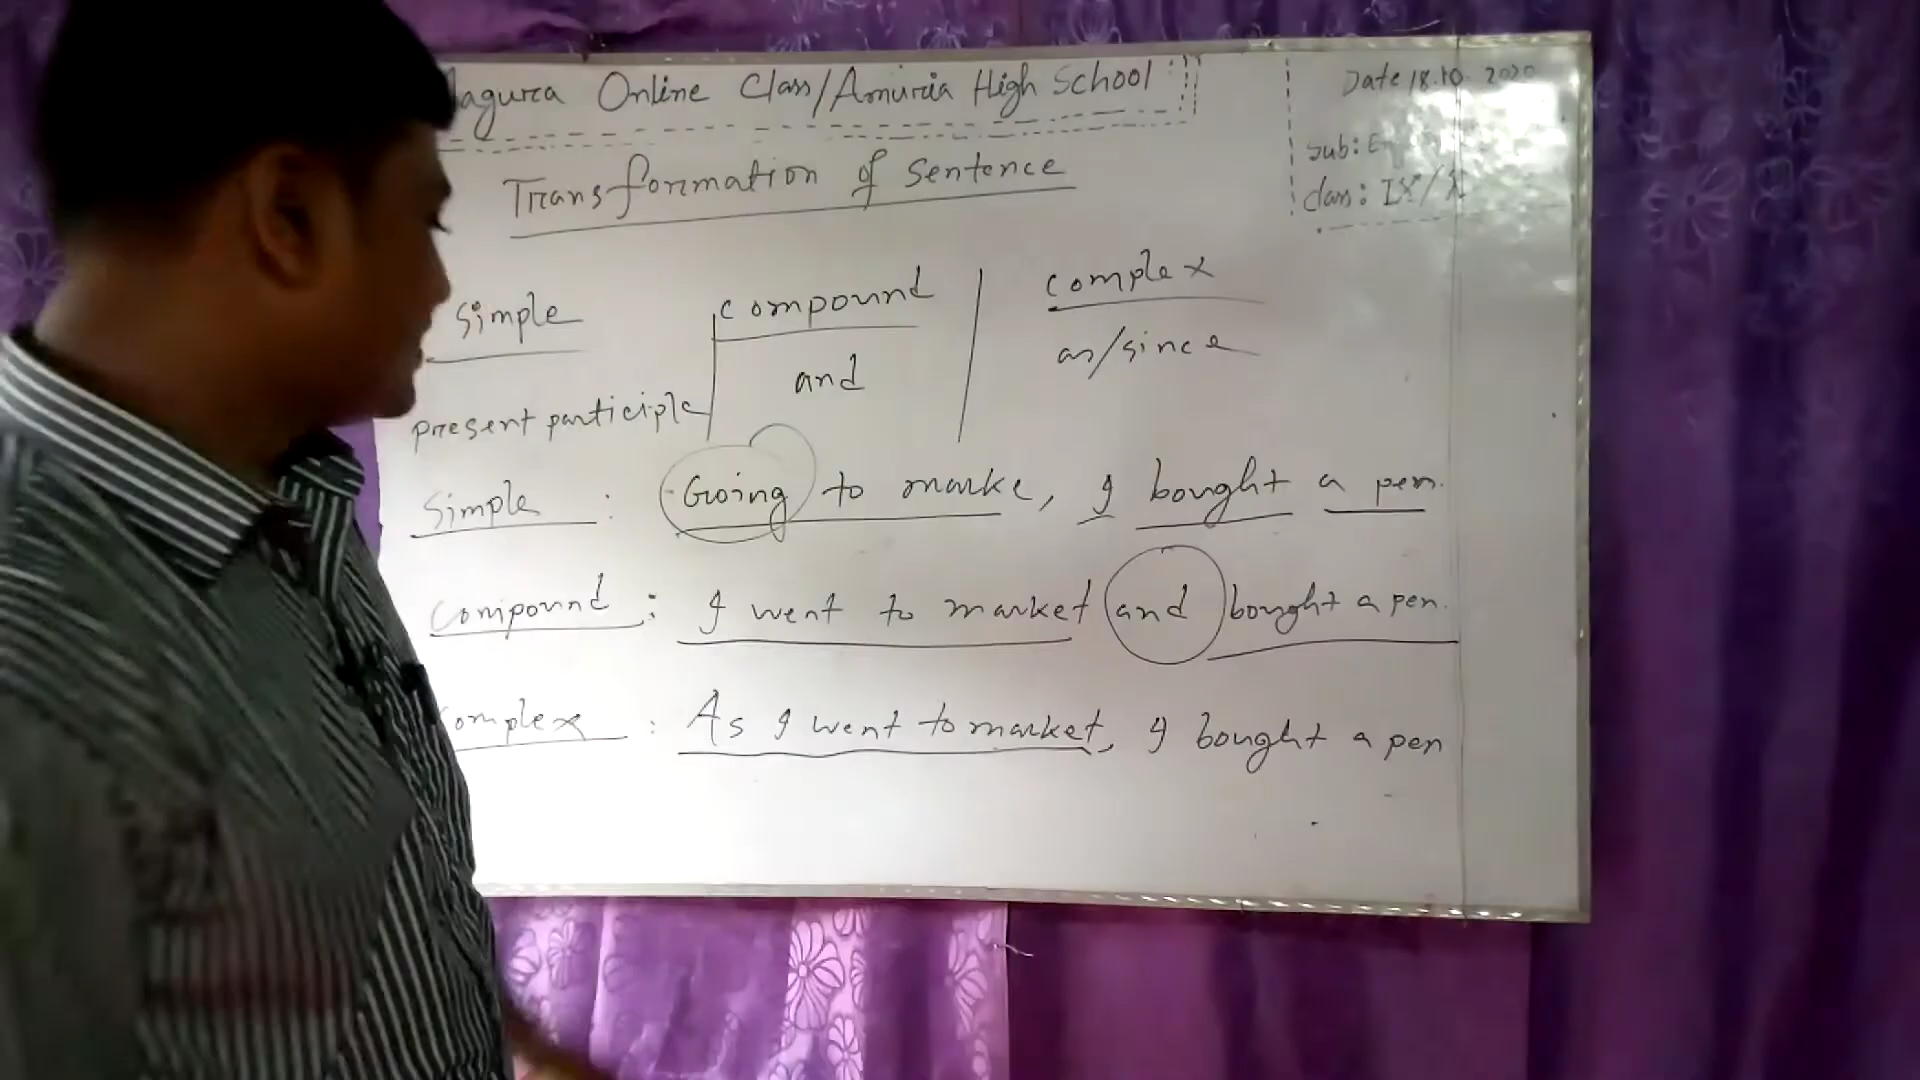 agura Online Class/Amuria High School
Date 18.10.2020
Sub:
Class: IX/X
Transformation of Sentence
Simple
Compound
Complex
present participle
and
as/since
Simple : Going to marke, I bought a pen.
Compound : I went to market and bought a pen.
omplex : As I went to market, I bought a pen